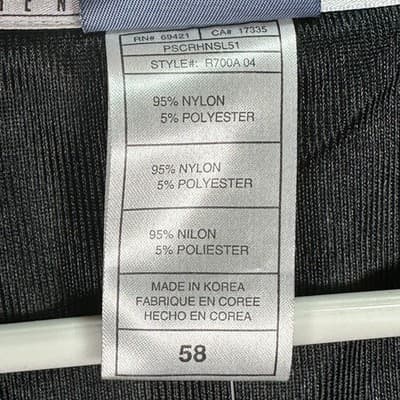 EN
RN# 69421 CA# 17335
PSCRHNSL51
STYLE#: R700A 04
95% NYLON
5% POLYESTER
95% NYLON
5% POLYESTER
95% NILON
5% POLIESTER
MADE IN KOREA
FABRIQUE EN COREE
HECHO EN COREA
58